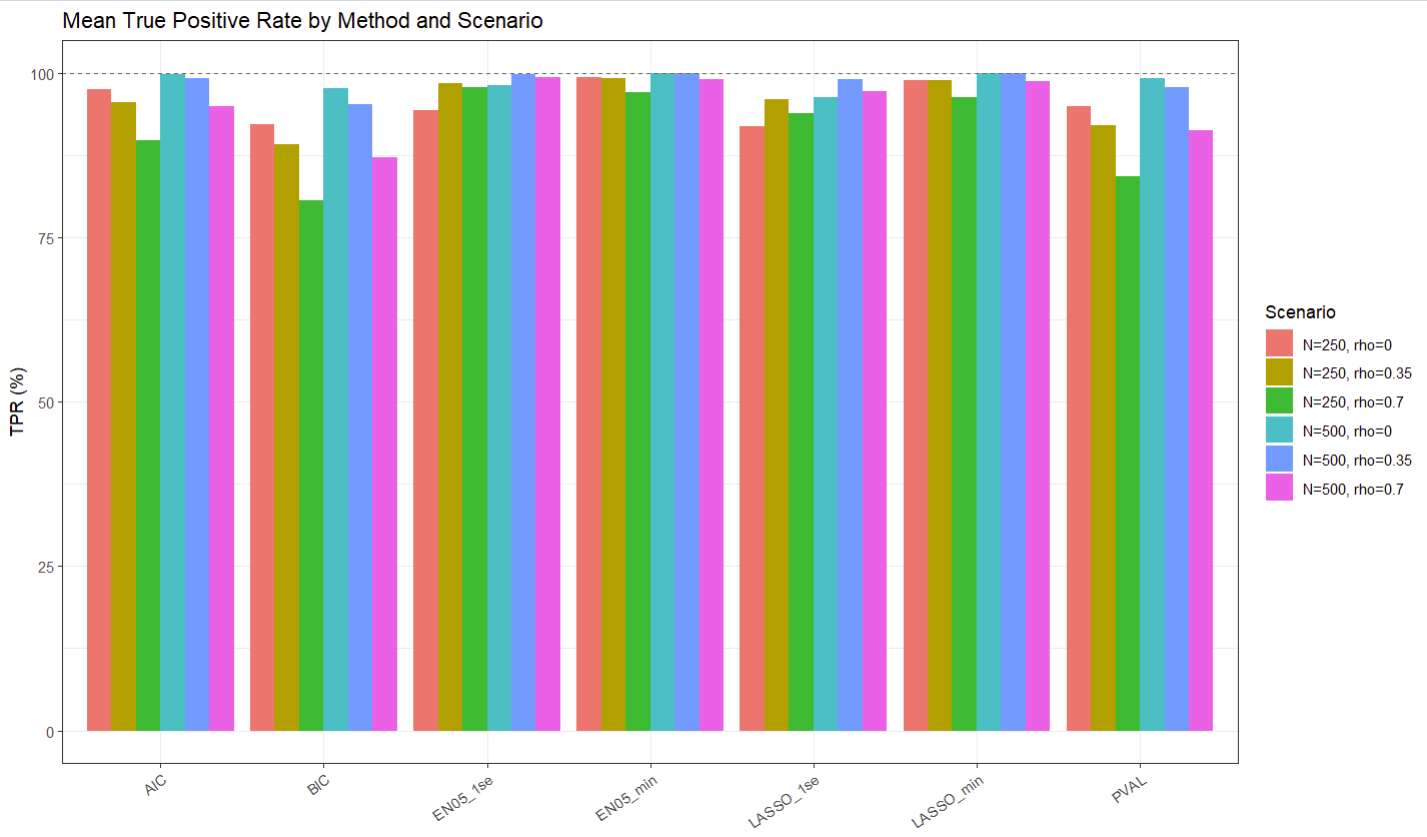 Mean True Positive Rate by Method and Scenario
TPR (%)
100
75
50
25
0
AIC
BIC
EN05_1se
EN05_min
LASSO_1se
LASSO_min
PVAL
Scenario
N=250, rho=0
N=250, rho=0.35
N=250, rho=0.7
N=500, rho=0
N=500, rho=0.35
N=500, rho=0.7